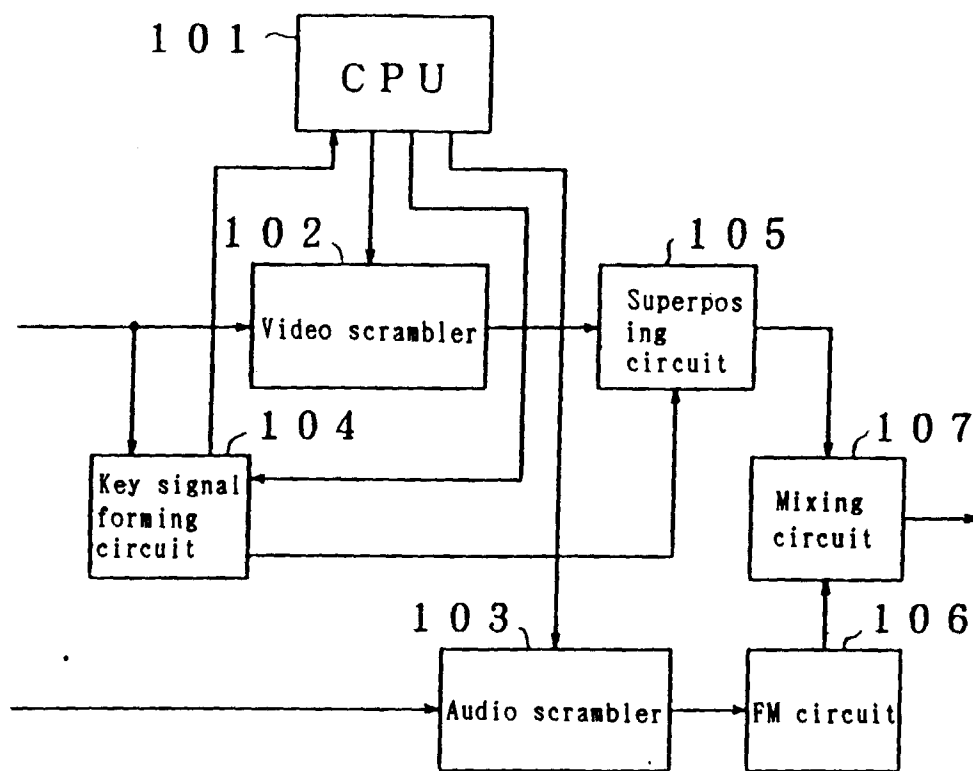 101
CPU
102
105
Video scrambler
Superpos
ing
circuit
104
107
Key signal
forming
circuit
Mixing
circuit
103
106
Audio scrambler
FM circuit